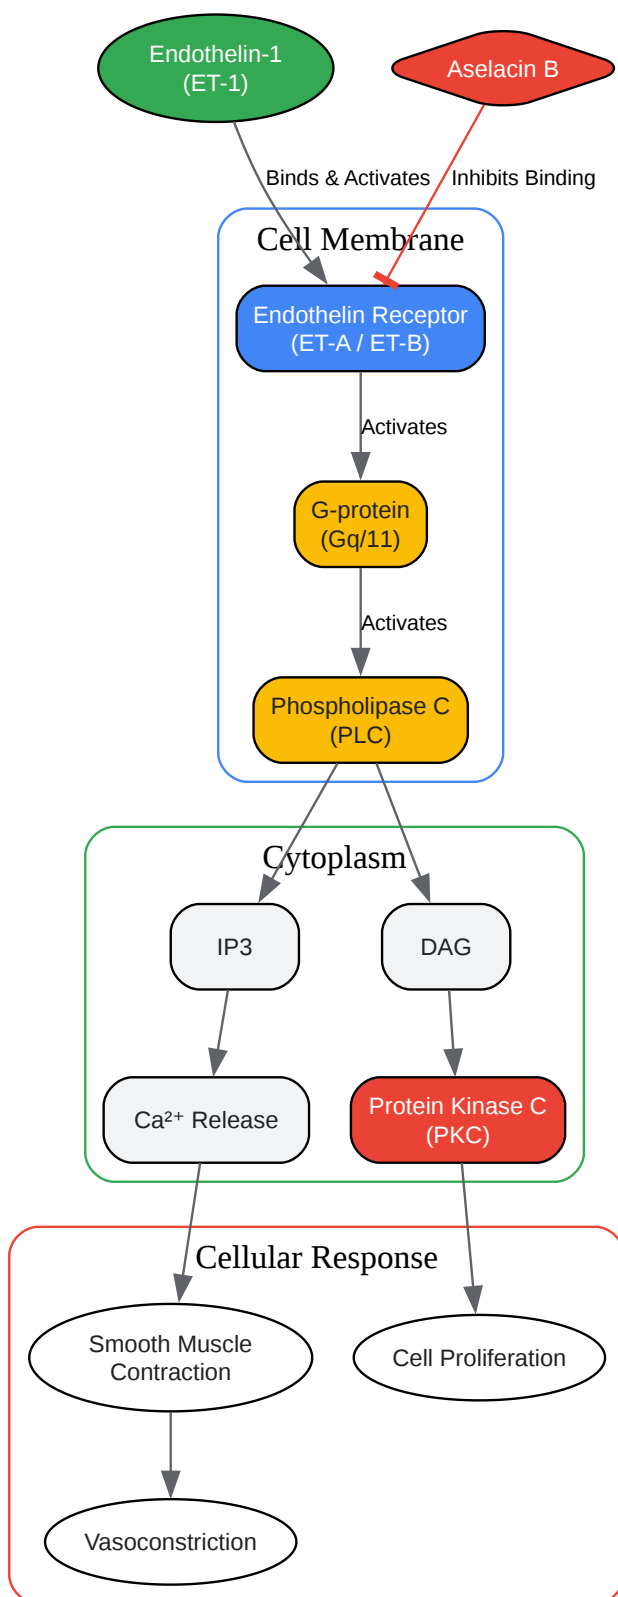 Endothelin-1
(ET-1)
Aselacin B
Binds & Activates
Inhibits Binding
Cell Membrane
Endothelin Receptor
(ET-A / ET-B)
Activates
G-protein
(Gq/11)
Activates
Phospholipase C
(PLC)
Cytoplasm
IP3
DAG
Ca²⁺ Release
Protein Kinase C
(PKC)
Cellular Response
Smooth Muscle
Contraction
Cell Proliferation
Vasoconstriction